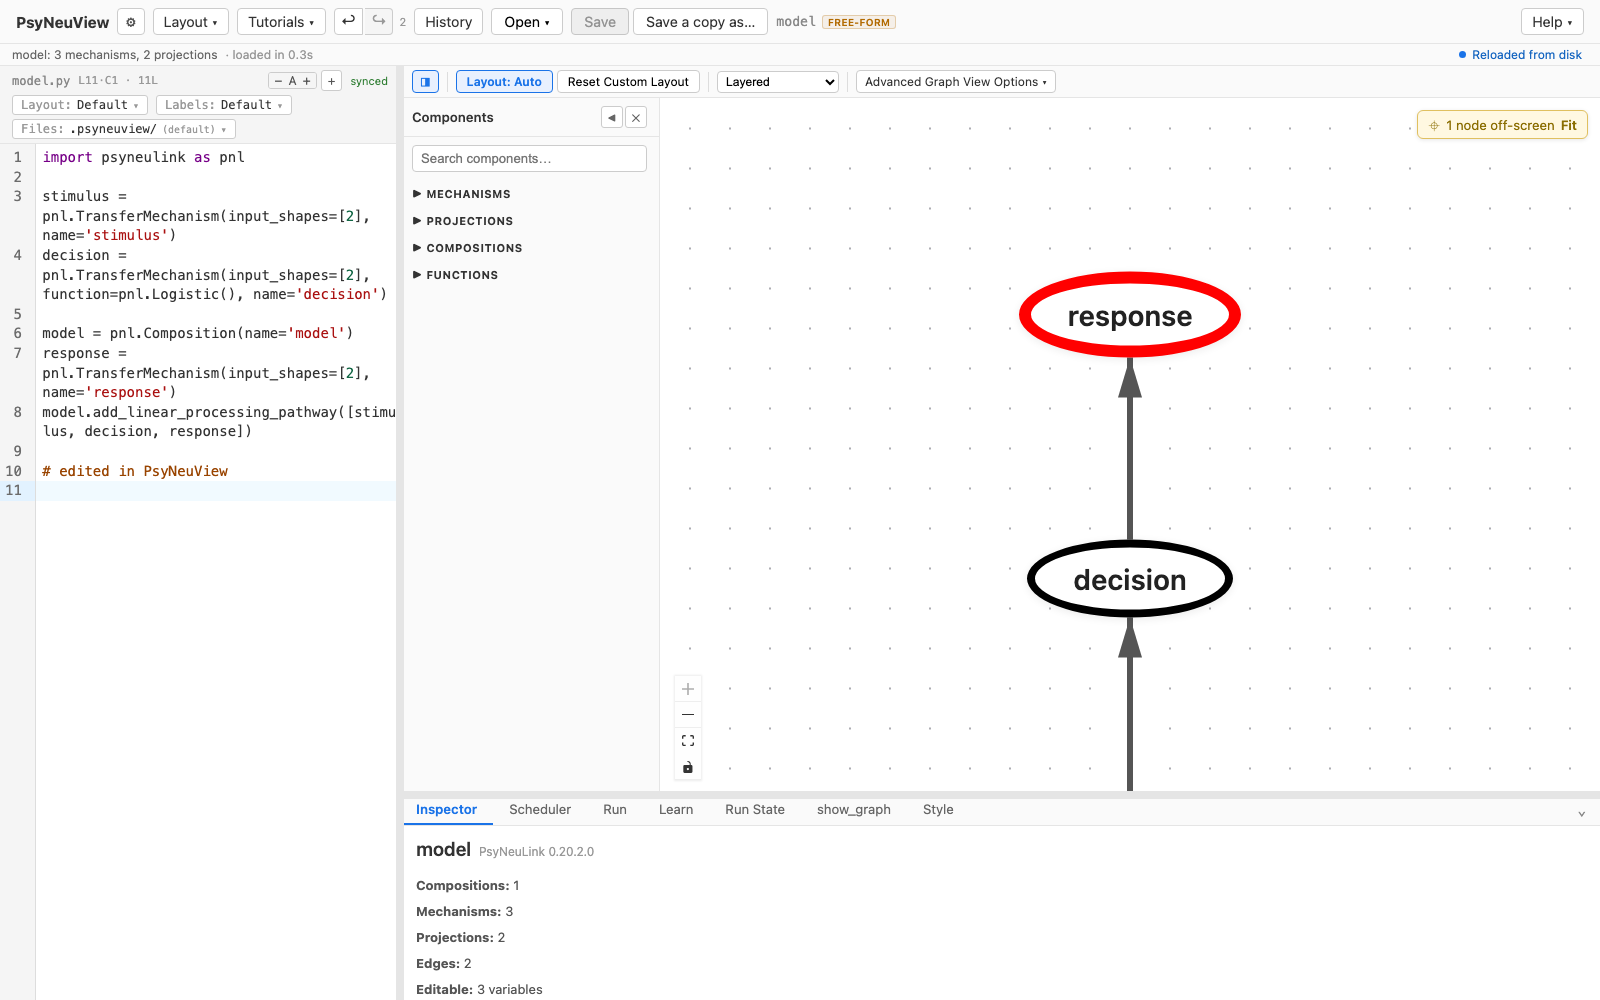 PsyNeuView ⚙ Layout ▾ Tutorials ▾ ↩ ↪ 2 History Open ▾ Save Save a copy as... model FREE-FORM Help ▾
model: 3 mechanisms, 2 projections · loaded in 0.3s
Reloaded from disk
model.py L11:C1 · 11L − A + + synced
Layout: Default ▾ Labels: Default ▾
Files: .psyneuview/ (default) ▾
1 import psyneulink as pnl
2
3 stimulus =
pnl.TransferMechanism(input_shapes=[2],
name='stimulus')
4 decision =
pnl.TransferMechanism(input_shapes=[2],
function=pnl.Logistic(), name='decision')
5
6 model = pnl.Composition(name='model')
7 response =
pnl.TransferMechanism(input_shapes=[2],
name='response')
8 model.add_linear_processing_pathway([stimu
lus, decision, response])
9
10 # edited in PsyNeuView
11
Layout: Auto Reset Custom Layout Layered Advanced Graph View Options ▾
Components
Search components...
MECHANISMS
PROJECTIONS
COMPOSITIONS
FUNCTIONS
1 node off-screen Fit
response
decision
Inspector Scheduler Run Learn Run State show_graph Style
model PsyNeuLink 0.20.2.0
Compositions: 1
Mechanisms: 3
Projections: 2
Edges: 2
Editable: 3 variables